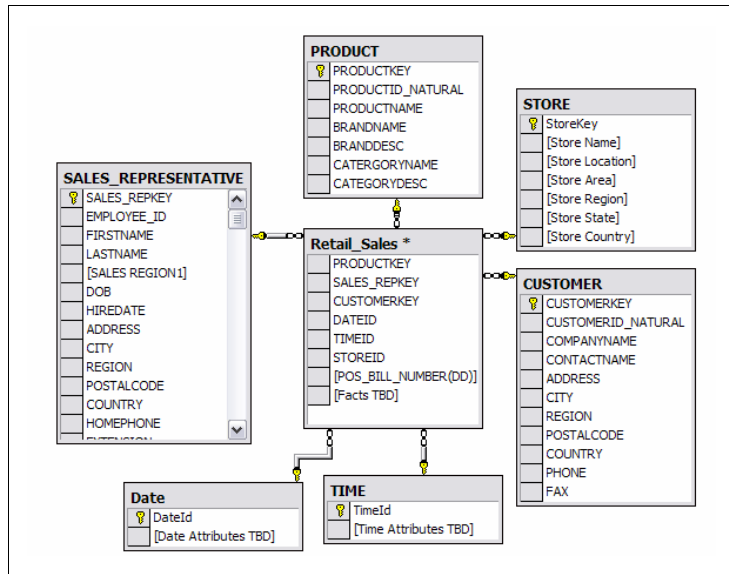 PRODUCT
PRODUCTKEY
PRODUCTID_NATURAL
PRODUCTNAME
BRANDNAME
BRANDDESC
CATERGORYNAME
CATEGORYDESC
STORE
StoreKey
[Store Name]
[Store Location]
[Store Area]
[Store Region]
[Store State]
[Store Country]
SALES_REPRESENTATIVE
SALES_REPKEY
EMPLOYEE_ID
FIRSTNAME
LASTNAME
[SALES REGION1]
DOB
HIREDATE
ADDRESS
CITY
REGION
POSTALCODE
COUNTRY
HOMEPHONE
EXTENSION
Retail_Sales *
PRODUCTKEY
SALES_REPKEY
CUSTOMERKEY
DATEID
TIMEID
STOREID
[POS_BILL_NUMBER(DD)]
[Facts TBD]
CUSTOMER
CUSTOMERKEY
CUSTOMERID_NATURAL
COMPANYNAME
CONTACTNAME
ADDRESS
CITY
REGION
POSTALCODE
COUNTRY
PHONE
FAX
Date
DateId
[Date Attributes TBD]
TIME
TimeId
[Time Attributes TBD]